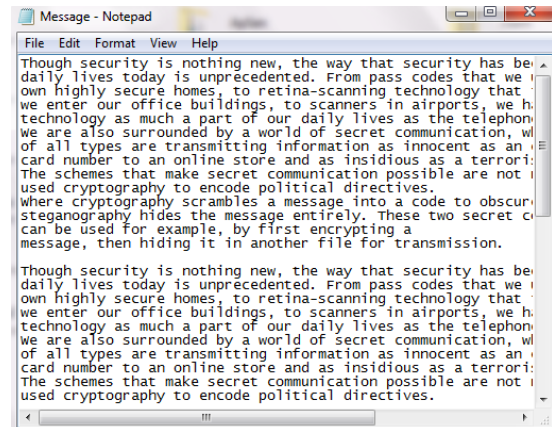 Message - Notepad
File Edit Format View Help
Though security is nothing new, the way that security has
daily lives today is unprecedented. From pass codes that we
own highly secure homes, to retina-scanning technology that
we enter our office buildings, to scanners in airports, we
technology as much a part of our daily lives as the
We are also surrounded by a world of secret communication,
of all types are transmitting information as innocent as an
card number to an online store and as insidious as a
The schemes that make secret communication possible are not
used cryptography to encode political directives.
Where cryptography scrambles a message into a code to
steganography hides the message entirely. These two secret
can be used for example, by first encrypting a
message, then hiding it in another file for transmission.
Though security is nothing new, the way that security has
daily lives today is unprecedented. From pass codes that we
own highly secure homes, to retina-scanning technology that
we enter our office buildings, to scanners in airports, we
technology as much a part of our daily lives as the
We are also surrounded by a world of secret communication,
of all types are transmitting information as innocent as an
card number to an online store and as insidious as a
The schemes that make secret communication possible are not
used cryptography to encode political directives.